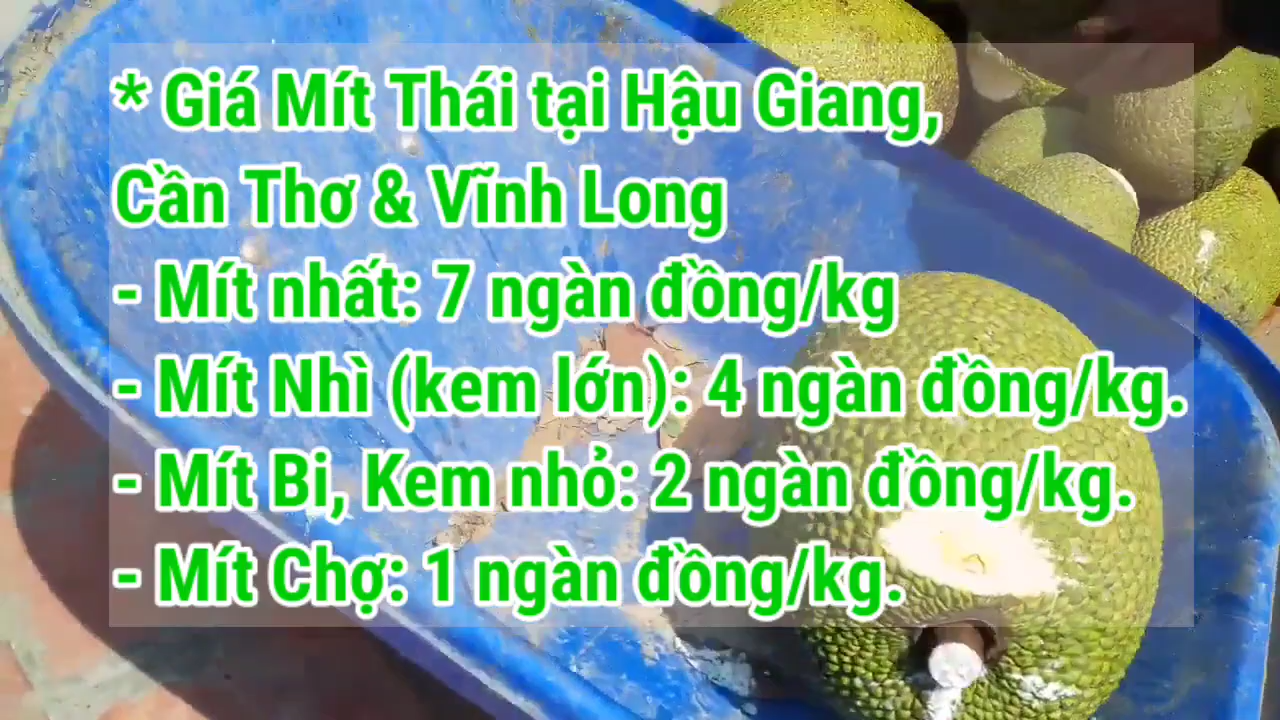 * Giá Mít Thái tại Hậu Giang,
Cần Thơ & Vĩnh Long
- Mít nhất: 7 ngàn đồng/kg
- Mít Nhì (kem lớn): 4 ngàn đồng/kg.
- Mít Bi, Kem nhỏ: 2 ngàn đồng/kg.
- Mít Chợ: 1 ngàn đồng/kg.